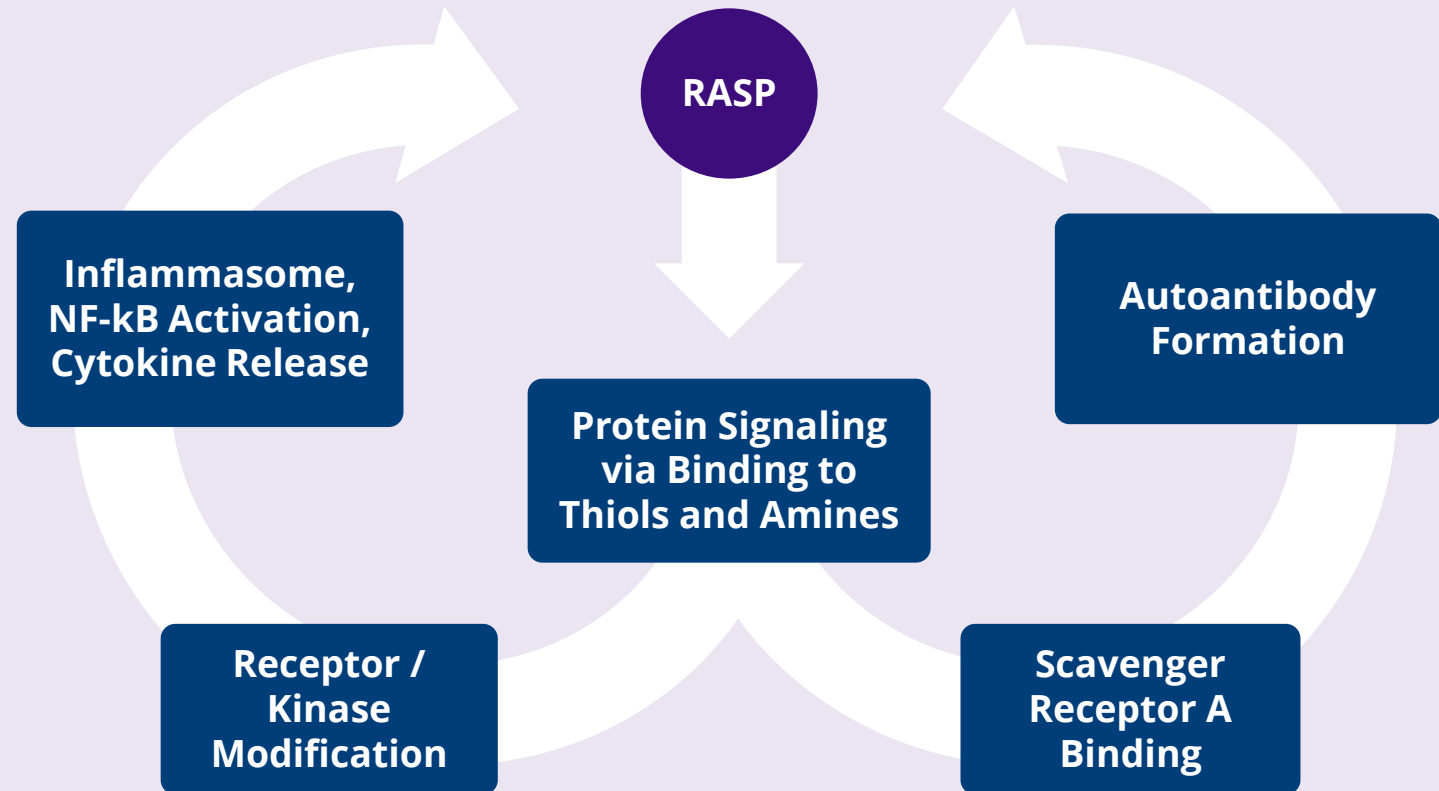 RASP
Inflammasome,
NF-kB Activation,
Cytokine Release
Autoantibody
Formation
Protein Signaling
via Binding to
Thiols and Amines
Receptor /
Kinase
Modification
Scavenger
Receptor A
Binding